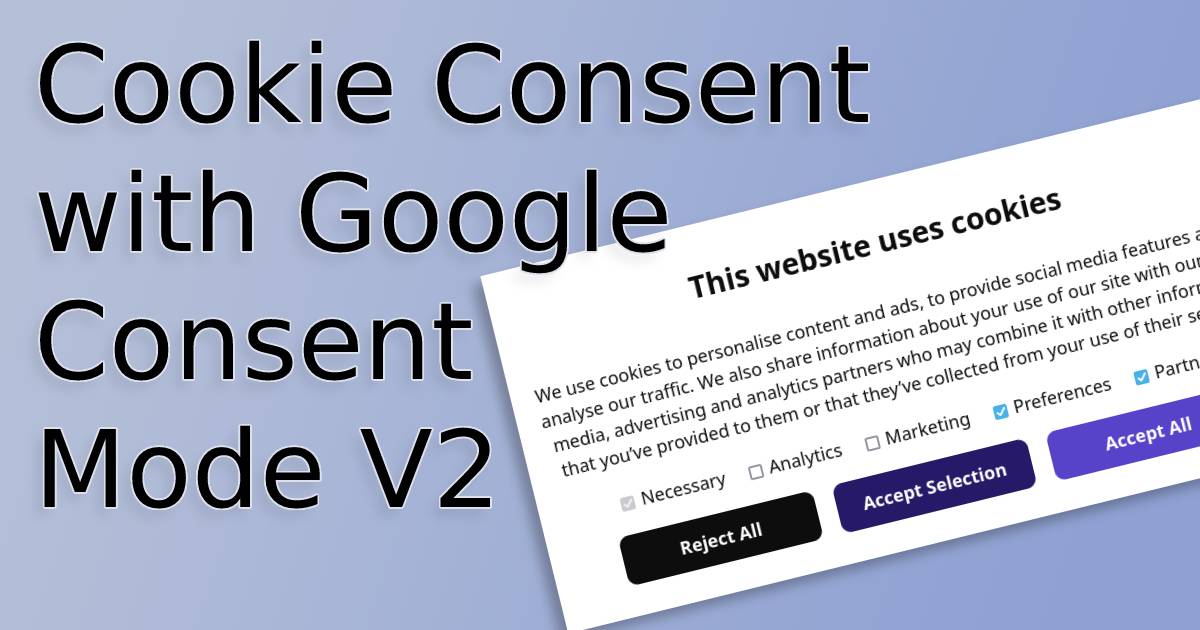 Cookie Consent
with Google
Consent
Mode V2
This website uses cookies
We use cookies to personalise content and ads, to provide social media features
analyse our traffic. We also share information about your use of our site with
media, advertising and analytics partners who may combine it with other
that you've provided to them or that they've collected from your use of their
Necessary Analytics Marketing Preferences
Reject All Accept Selection Accept All